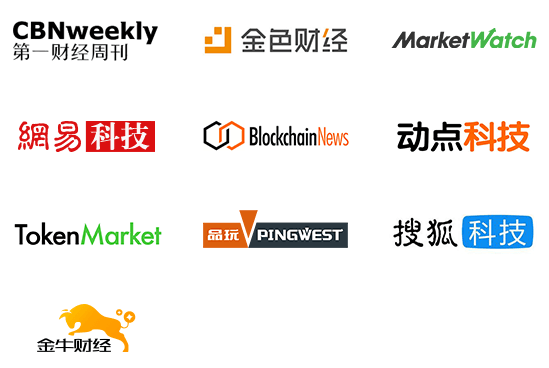 CBNweekly
第一财经周刊
金色财经
MarketWatch
網易科技
BlockchainNews
动点科技
TokenMarket
品玩 PINGWEST
搜狐科技
金牛财经